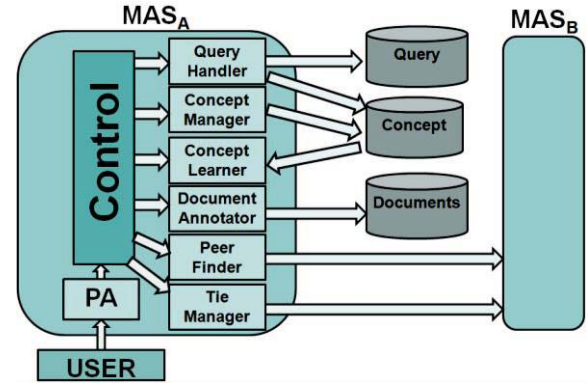 MAS_A
MAS_B
Control
Query
Handler
Concept
Manager
Concept
Learner
Document
Annotator
Peer
Finder
Tie
Manager
Query
Concept
Documents
PA
USER